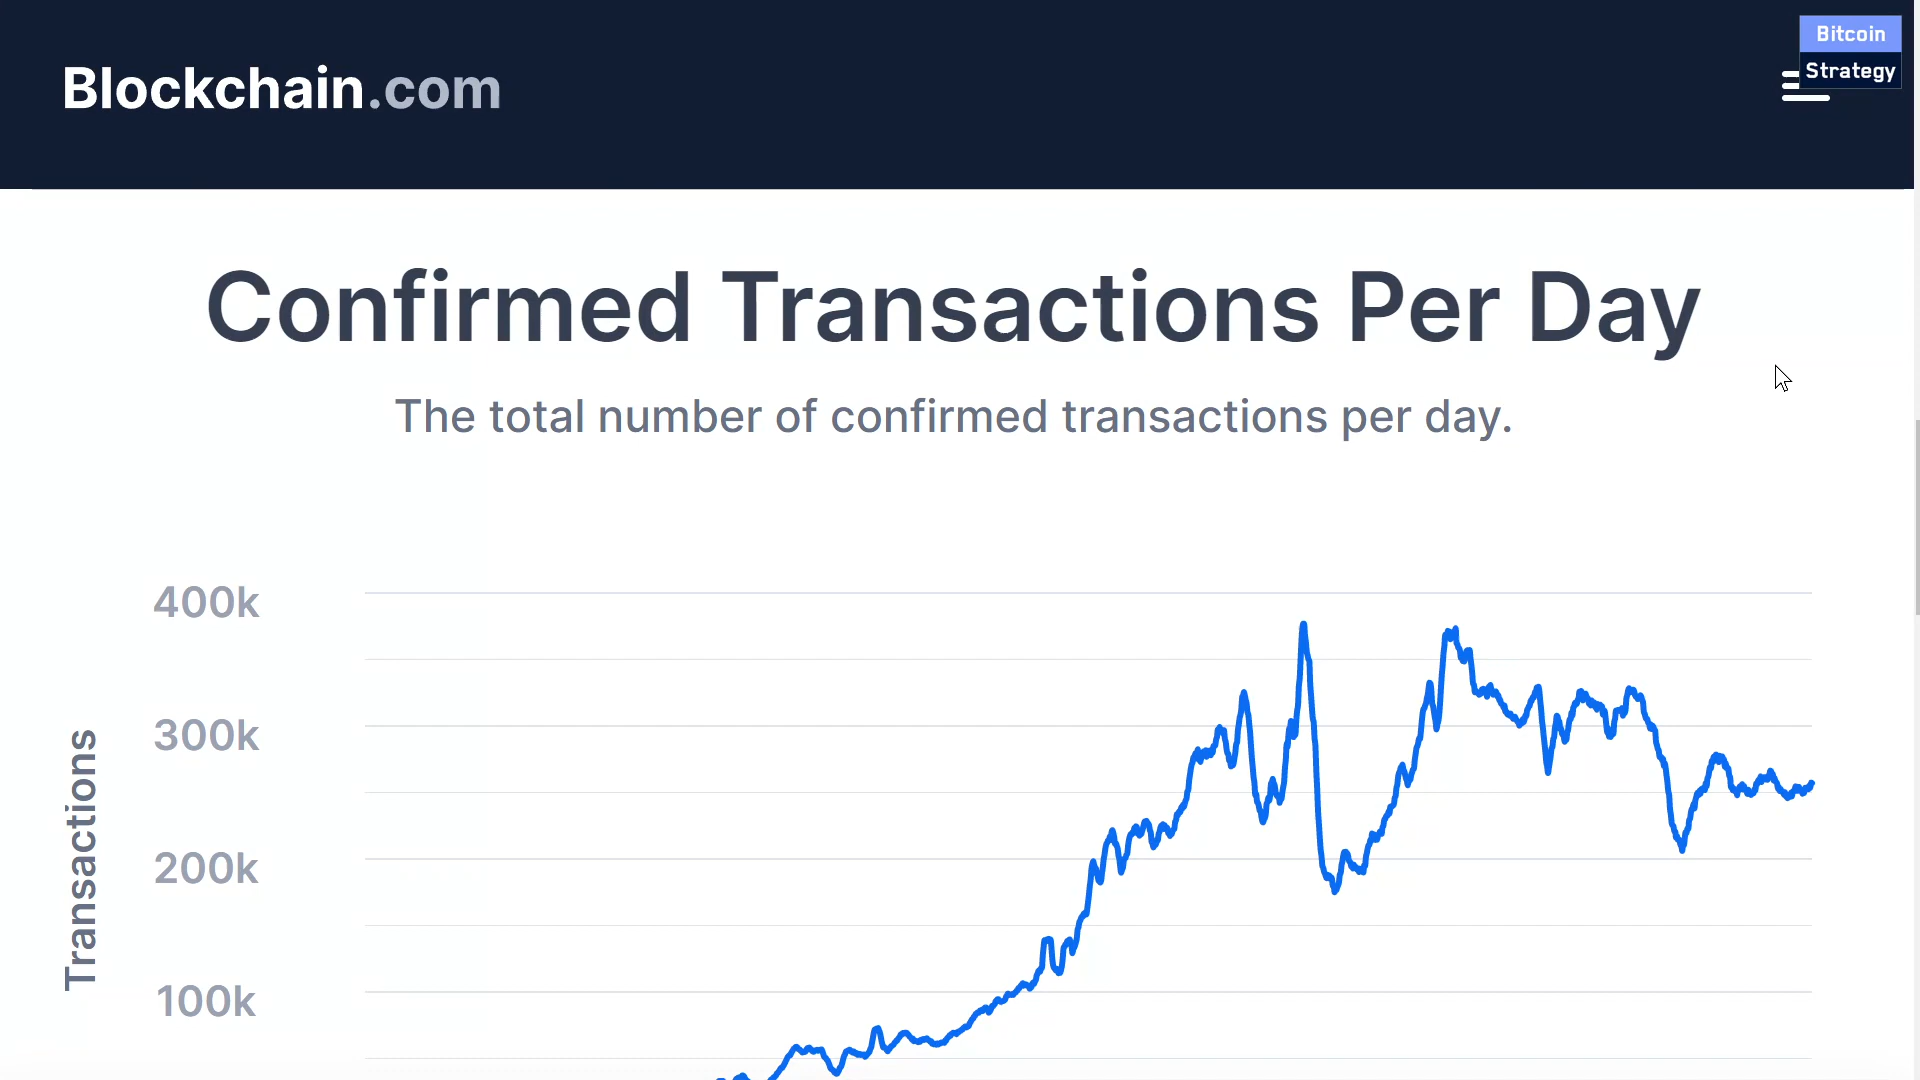 Blockchain.com
Bitcoin
Strategy
Confirmed Transactions Per Day
The total number of confirmed transactions per day.
400k
300k
200k
100k
Transactions